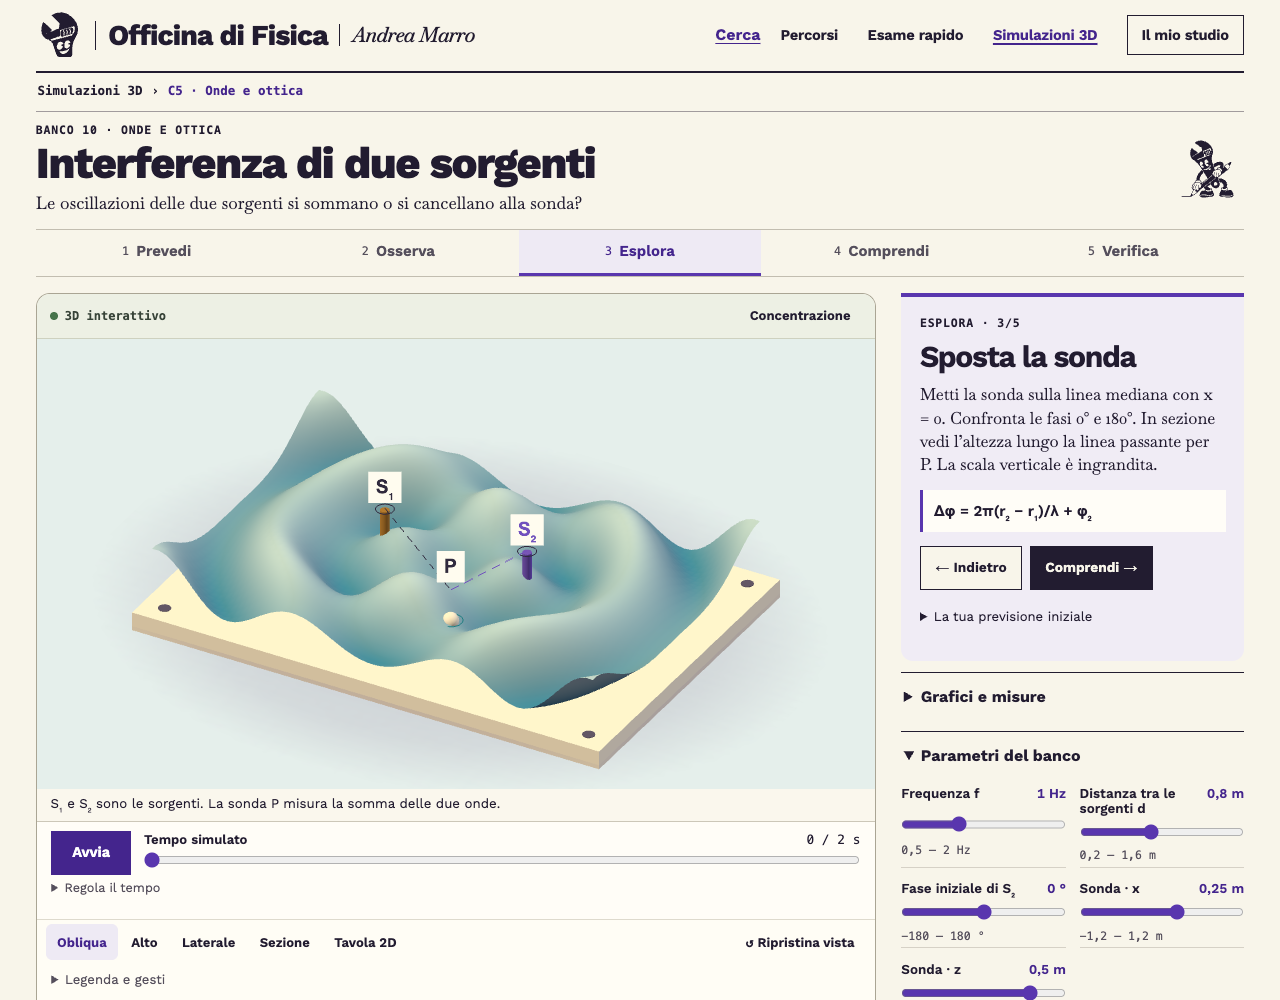 Officina di Fisica
Andrea Marro
Cerca
Percorsi
Esame rapido
Simulazioni 3D
Il mio studio
Simulazioni 3D › C5 · Onde e ottica
BANCO 10 · ONDE E OTTICA
Interferenza di due sorgenti
Le oscillazioni delle due sorgenti si sommano o si cancellano alla sonda?
1 Prevedi
2 Osserva
3 Esplora
4 Comprendi
5 Verifica
3D interattivo
Concentrazione
S₁
S₂
P
S₁ e S₂ sono le sorgenti. La sonda P misura la somma delle due onde.
Avvia
Tempo simulato
0 / 2 s
▶ Regola il tempo
Obliqua
Alto
Laterale
Sezione
Tavola 2D
↺ Ripristina vista
▶ Legenda e gesti
ESPLORA · 3/5
Sposta la sonda
Metti la sonda sulla linea mediana con x
= 0. Confronta le fasi 0° e 180°. In sezione
vedi l’altezza lungo la linea passante per
P. La scala verticale è ingrandita.
Δφ = 2π(r₂ − r₁)/λ + φ₂
← Indietro
Comprendi →
▶ La tua previsione iniziale
▶ Grafici e misure
▼ Parametri del banco
Frequenza f
1 Hz
0,5 — 2 Hz
Distanza tra le
sorgenti d
0,8 m
0,2 — 1,6 m
Fase iniziale di S₂
0 °
−180 — 180 °
Sonda · x
0,25 m
−1,2 — 1,2 m
Sonda · z
0,5 m